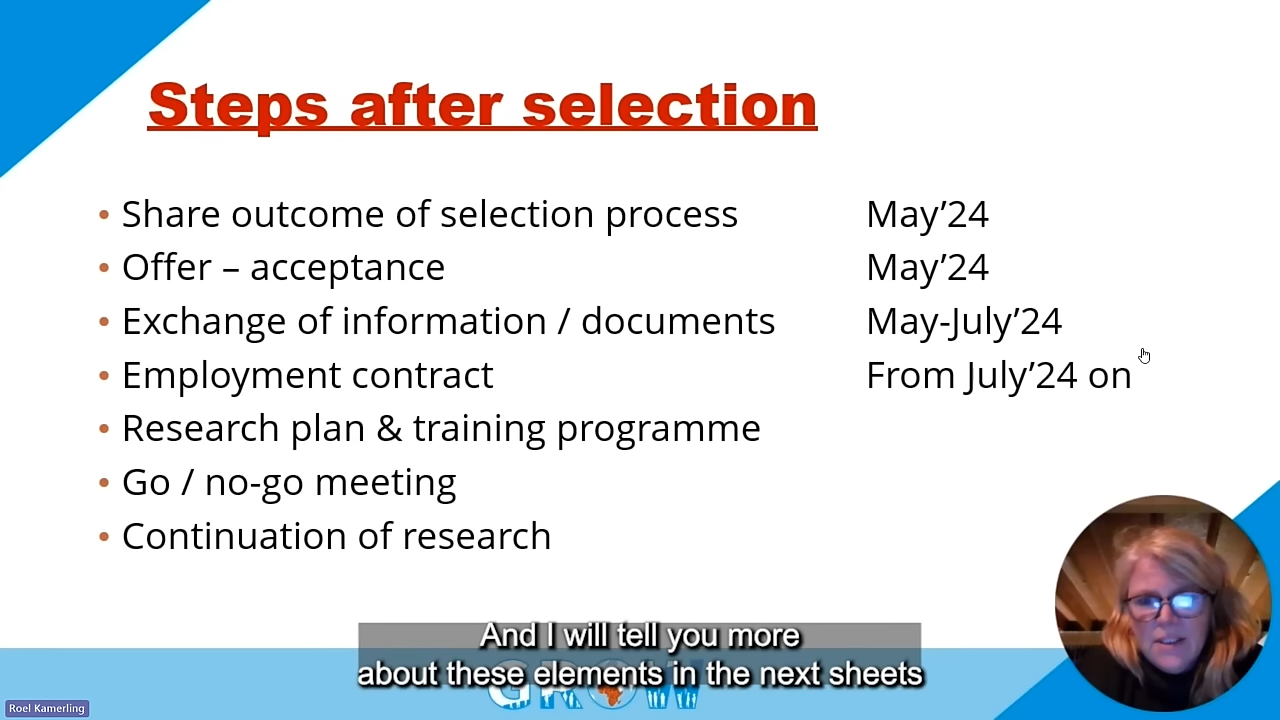 Steps after selection
• Share outcome of selection process May’24
• Offer – acceptance May’24
• Exchange of information / documents May-July’24
• Employment contract From July’24 on
• Research plan & training programme
• Go / no-go meeting
• Continuation of research
And I will tell you more
about these elements in the next sheets
GROW
Roel Kamerling